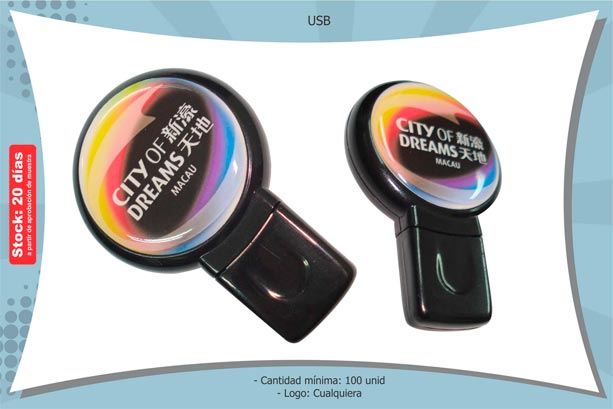 USB
Stock: 20 días
a partir de aprobación de muestra
CITY OF 新濠
DREAMS 天地
MACAU
CITY OF 新濠
DREAMS 天地
MACAU
- Cantidad mínima: 100 unid
- Logo: Cualquiera